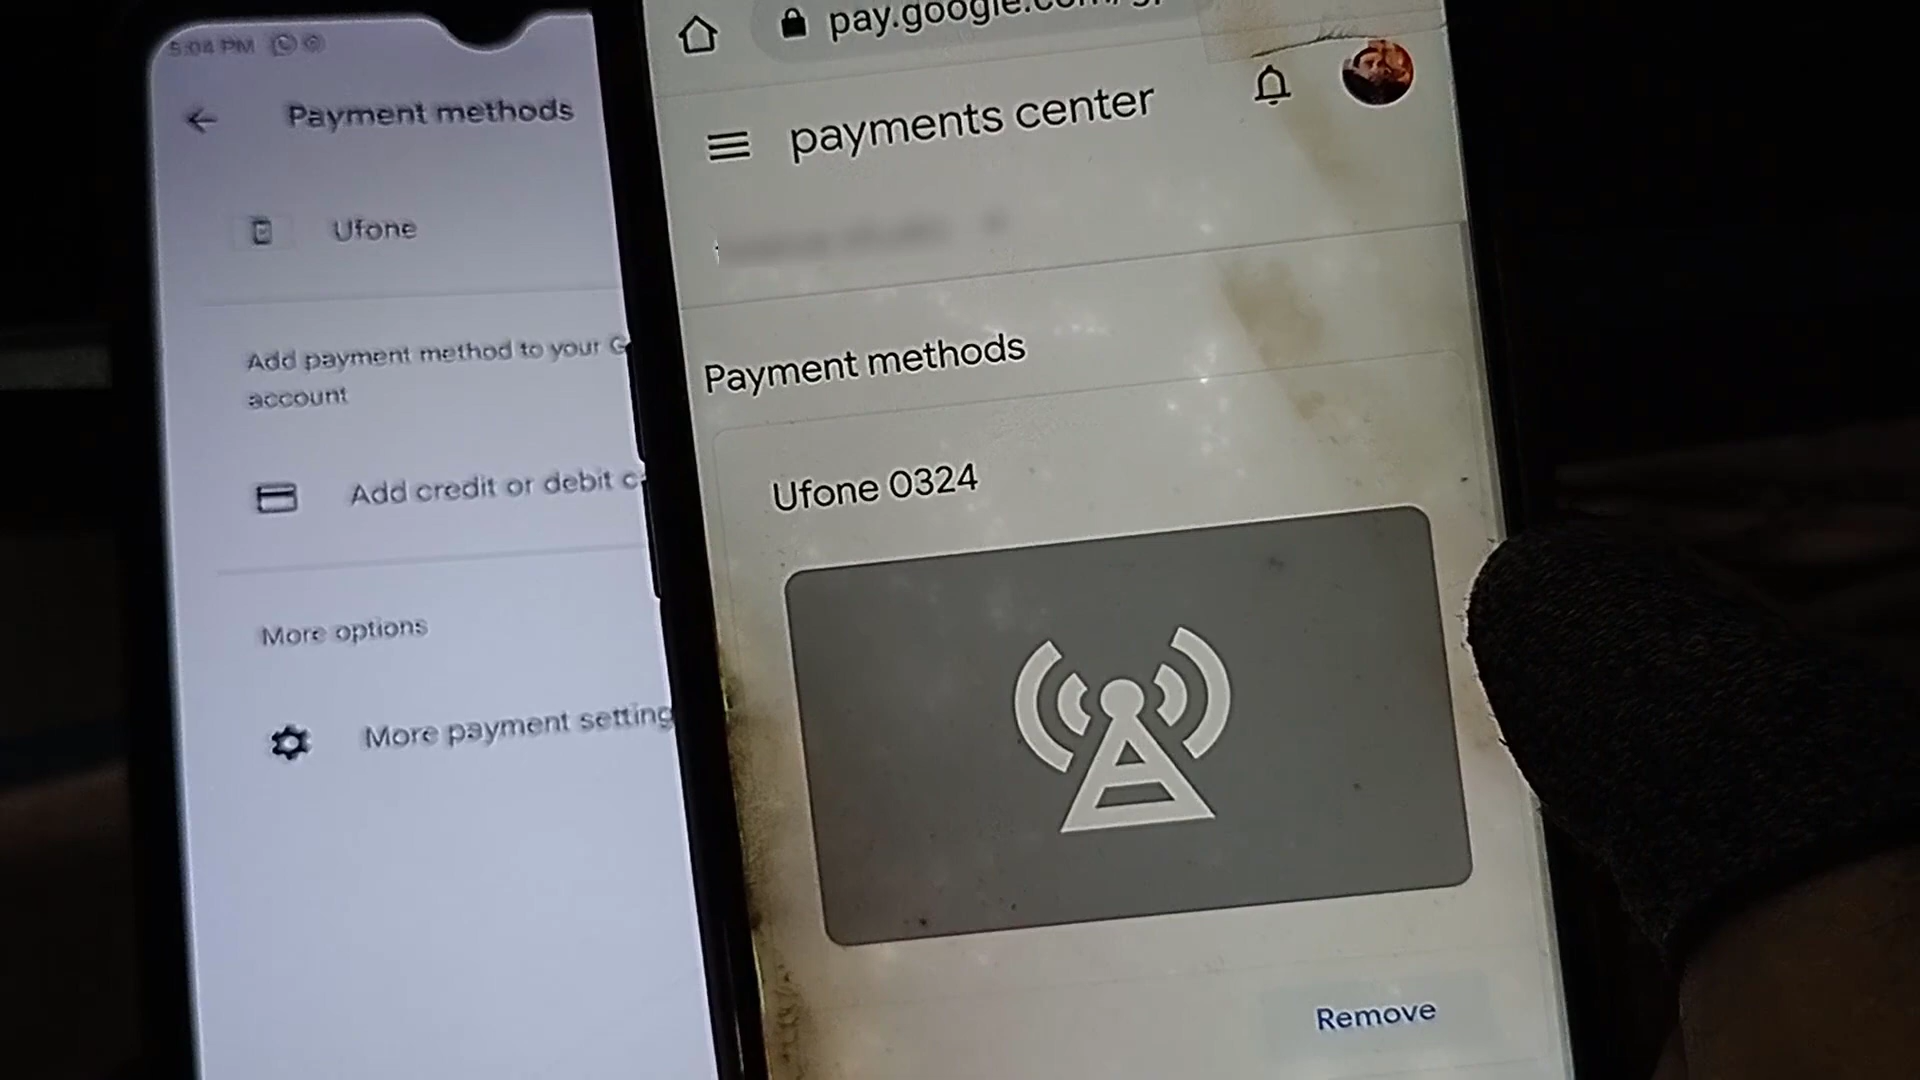 5:04 PM
Payment methods
Ufone
Add payment method to your G
account
Add credit or debit c
More options
More payment setting
pay.google.com/g
payments center
Payment methods
Ufone 0324
Remove